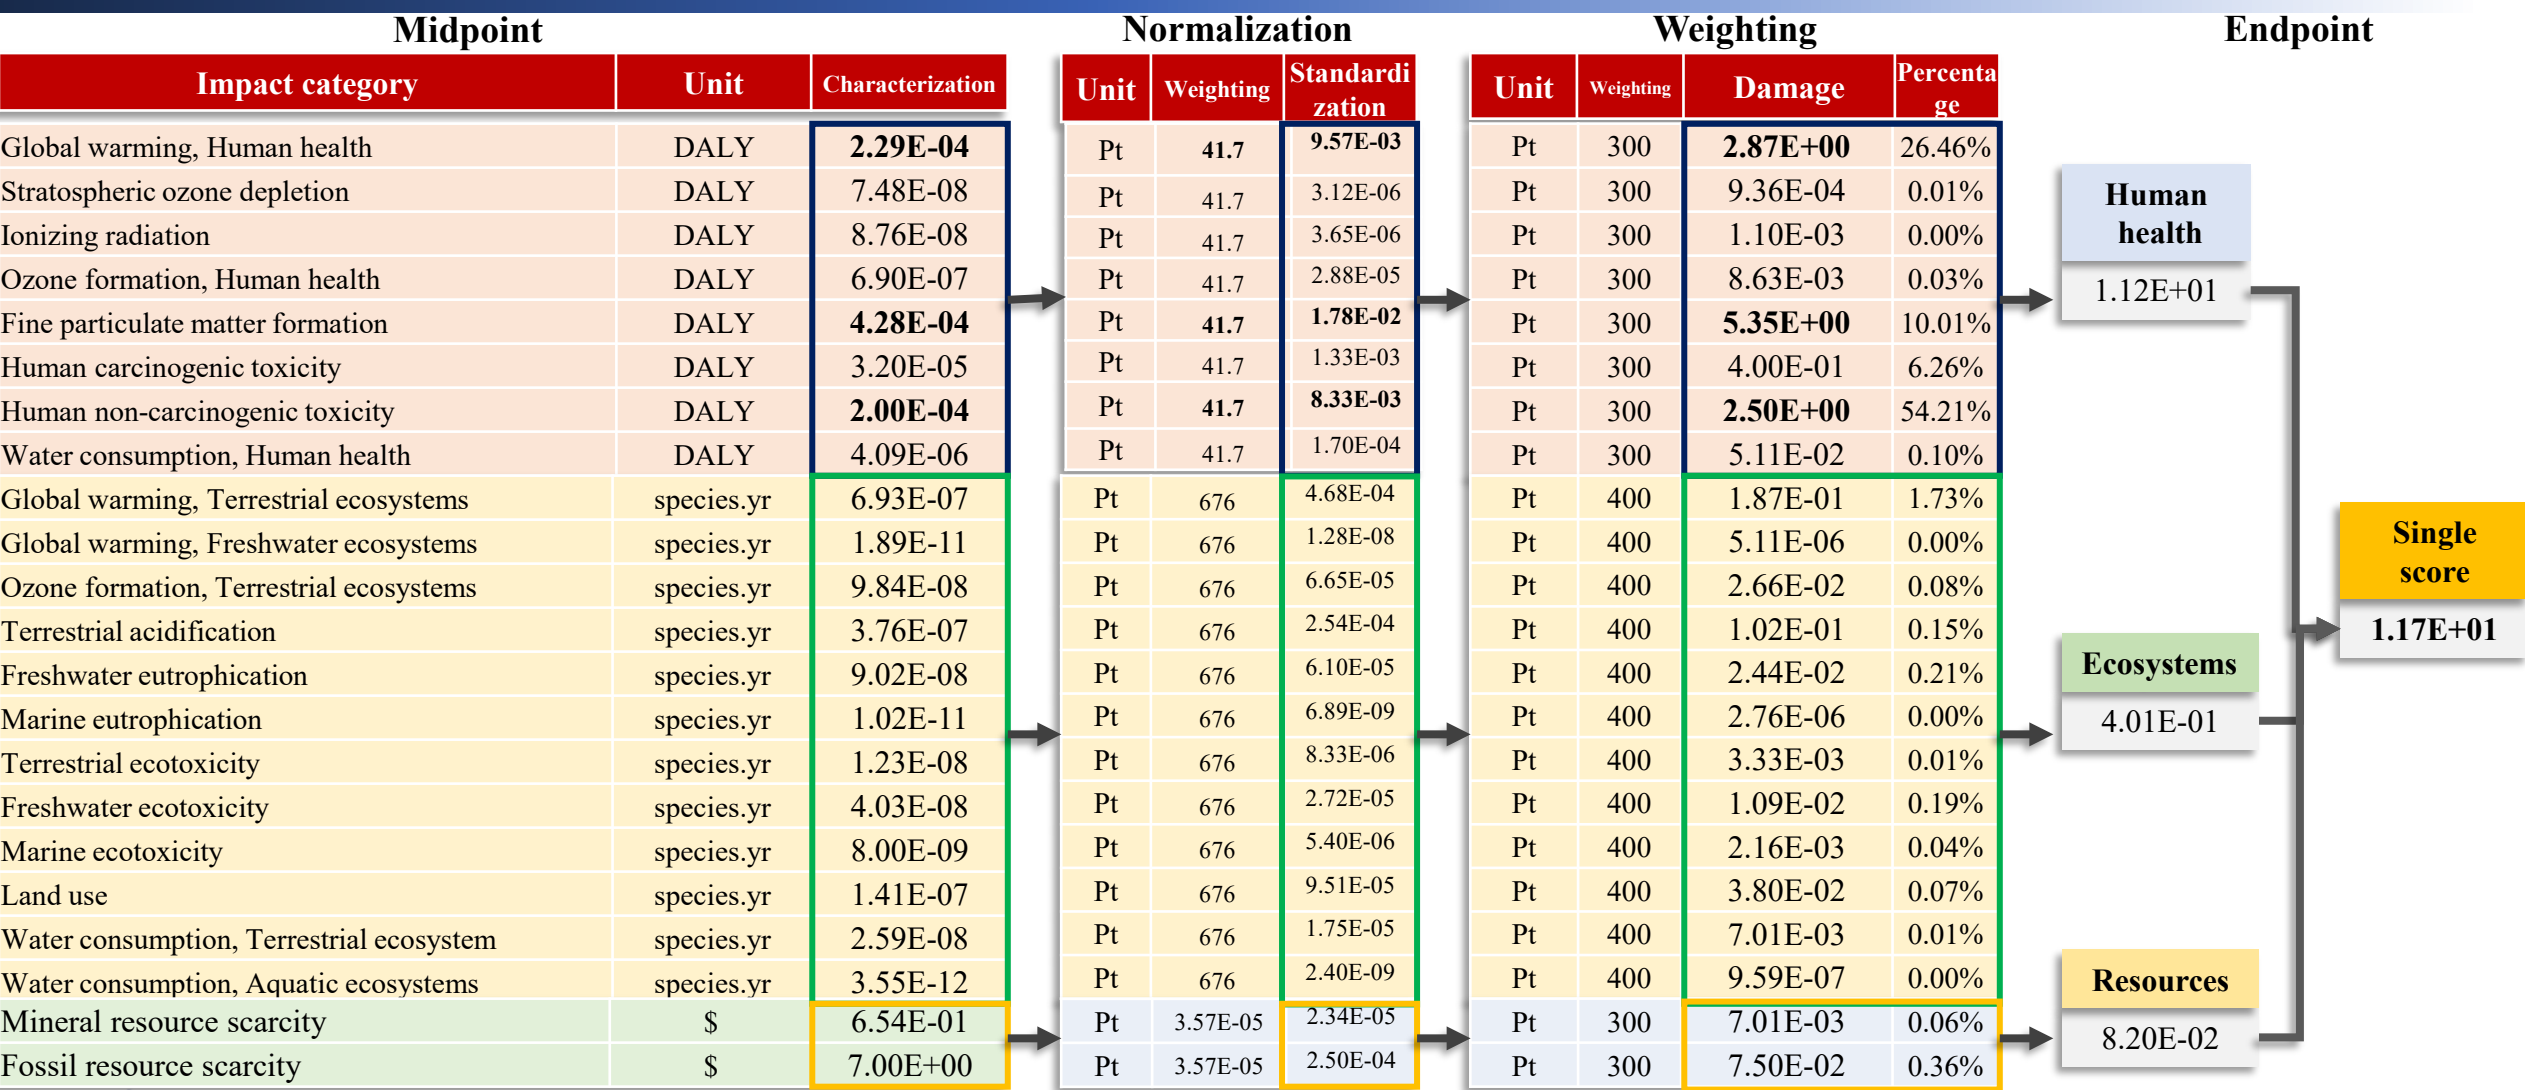 Midpoint Normalization Weighting Endpoint
Impact category Unit Characterization Unit Weighting Standardi Unit Weighting Damage Percenta
zation ge
Global warming, Human health DALY 2.29E-04 Pt 41.7 9.57E-03 Pt 300 2.87E+00 26.46%
Stratospheric ozone depletion DALY 7.48E-08 Pt 41.7 3.12E-06 Pt 300 9.36E-04 0.01%
Ionizing radiation DALY 8.76E-08 Pt 41.7 3.65E-06 Pt 300 1.10E-03 0.00%
Ozone formation, Human health DALY 6.90E-07 Pt 41.7 2.88E-05 Pt 300 8.63E-03 0.03%
Fine particulate matter formation DALY 4.28E-04 Pt 41.7 1.78E-02 Pt 300 5.35E+00 10.01%
Human carcinogenic toxicity DALY 3.20E-05 Pt 41.7 1.33E-03 Pt 300 4.00E-01 6.26%
Human non-carcinogenic toxicity DALY 2.00E-04 Pt 41.7 8.33E-03 Pt 300 2.50E+00 54.21%
Water consumption, Human health DALY 4.09E-06 Pt 41.7 1.70E-04 Pt 300 5.11E-02 0.10%
Global warming, Terrestrial ecosystems species.yr 6.93E-07 Pt 676 4.68E-04 Pt 400 1.87E-01 1.73%
Global warming, Freshwater ecosystems species.yr 1.89E-11 Pt 676 1.28E-08 Pt 400 5.11E-06 0.00%
Ozone formation, Terrestrial ecosystems species.yr 9.84E-08 Pt 676 6.65E-05 Pt 400 2.66E-02 0.08%
Terrestrial acidification species.yr 3.76E-07 Pt 676 2.54E-04 Pt 400 1.02E-01 0.15%
Freshwater eutrophication species.yr 9.02E-08 Pt 676 6.10E-05 Pt 400 2.44E-02 0.21%
Marine eutrophication species.yr 1.02E-11 Pt 676 6.89E-09 Pt 400 2.76E-06 0.00%
Terrestrial ecotoxicity species.yr 1.23E-08 Pt 676 8.33E-06 Pt 400 3.33E-03 0.01%
Freshwater ecotoxicity species.yr 4.03E-08 Pt 676 2.72E-05 Pt 400 1.09E-02 0.19%
Marine ecotoxicity species.yr 8.00E-09 Pt 676 5.40E-06 Pt 400 2.16E-03 0.04%
Land use species.yr 1.41E-07 Pt 676 9.51E-05 Pt 400 3.80E-02 0.07%
Water consumption, Terrestrial ecosystem species.yr 2.59E-08 Pt 676 1.75E-05 Pt 400 7.01E-03 0.01%
Water consumption, Aquatic ecosystems species.yr 3.55E-12 Pt 676 2.40E-09 Pt 400 9.59E-07 0.00%
Mineral resource scarcity $ 6.54E-01 Pt 3.57E-05 2.34E-05 Pt 300 7.01E-03 0.06%
Fossil resource scarcity $ 7.00E+00 Pt 3.57E-05 2.50E-04 Pt 300 7.50E-02 0.36%
Human
health
1.12E+01
Ecosystems
4.01E-01
Resources
8.20E-02
Single
score
1.17E+01